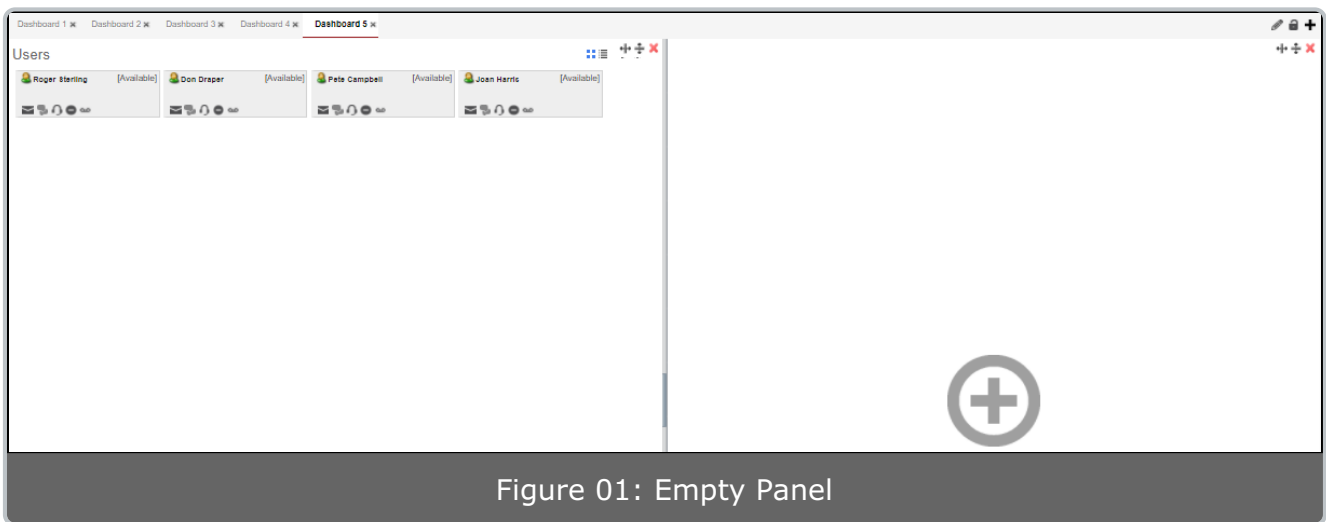 Dashboard 1 Dashboard 2 Dashboard 3 Dashboard 4 Dashboard 5
Users
Roger Sterling [Available] Don Draper [Available] Pete Campbell [Available] Joan Harris [Available]
Figure 01: Empty Panel